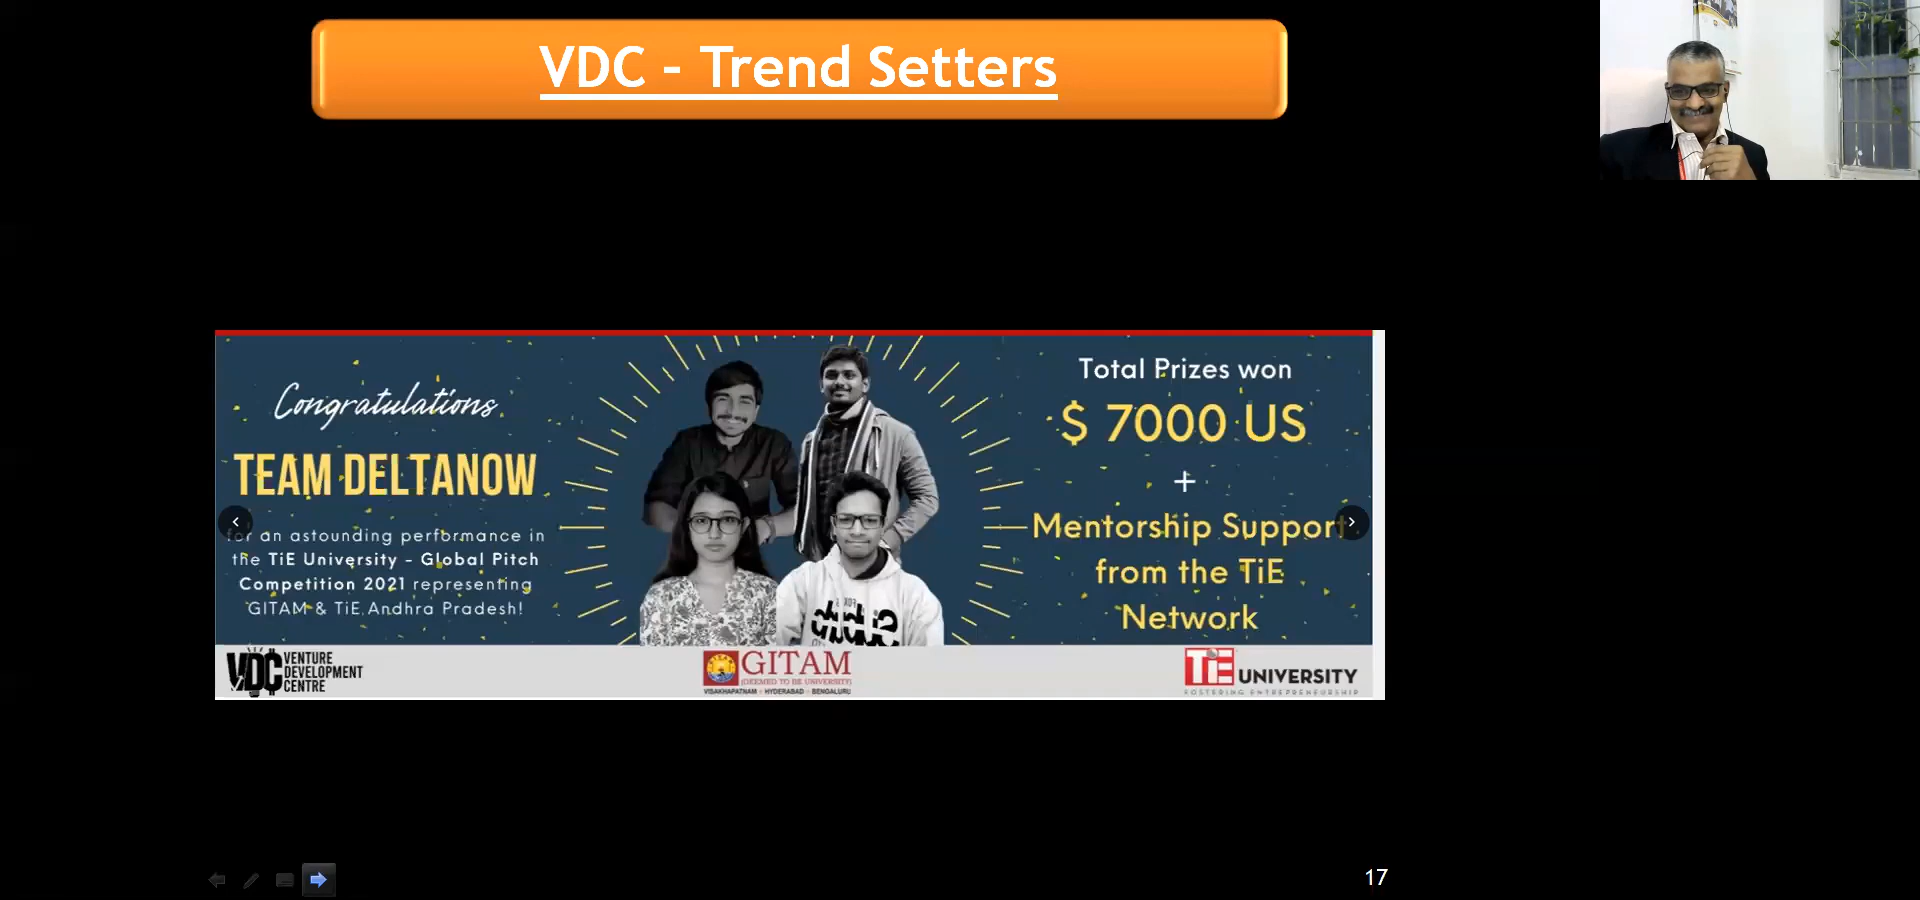 VDC - Trend Setters
Congratulations
TEAM DELTANOW
for an astounding performance in
the TiE University - Global Pitch
Competition 2021 representing
GITAM & TiE Andhra Pradesh!
Total Prizes won
$ 7000 US
+
Mentorship Support
from the TiE
Network
VDC VENTURE
DEVELOPMENT
CENTRE
GITAM
(DEEMED TO BE UNIVERSITY)
VISAKHAPATNAM HYDERABAD BENGALURU
TiE UNIVERSITY
FOSTERING ENTREPRENEURSHIP
17